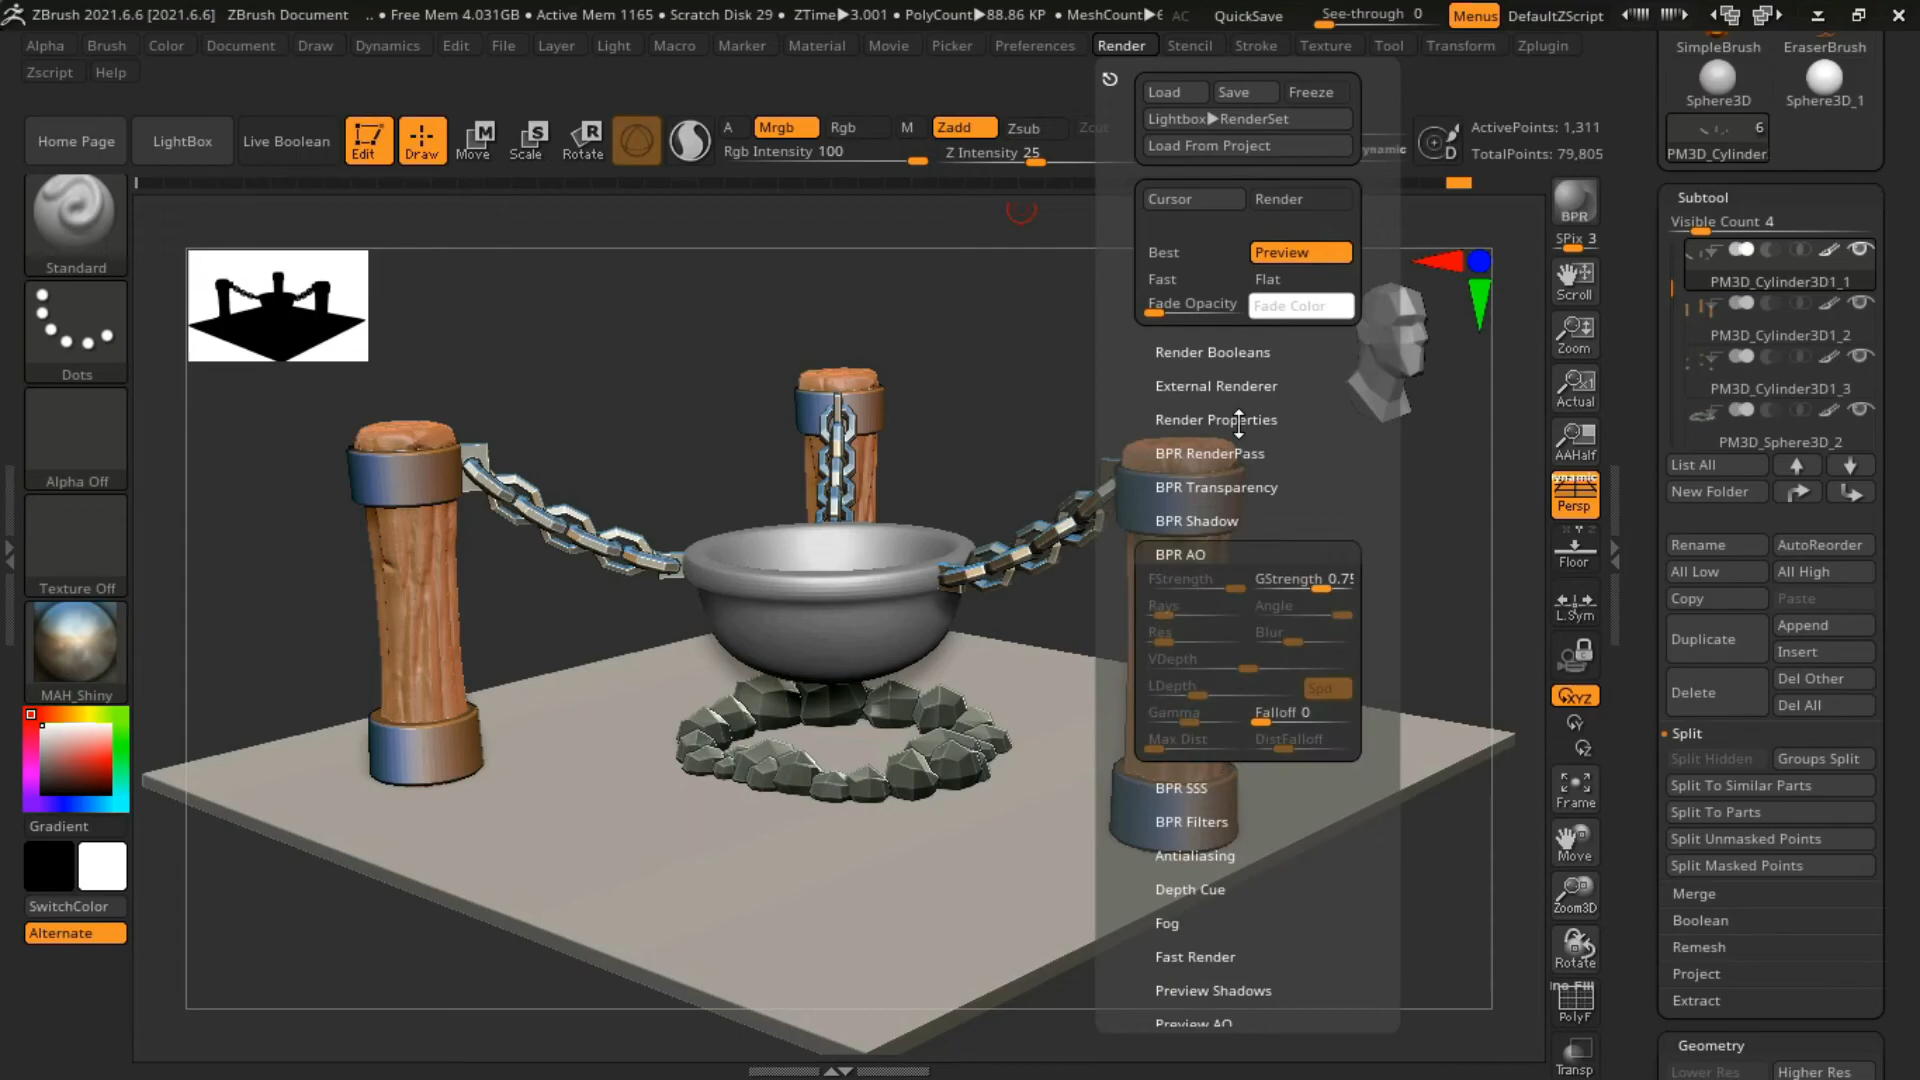 ZBrush 2021.6.6 [2021.6.6] ZBrush Document .. • Free Mem 4.031GB • Active Mem 1165 • Scratch Disk 29 • ZTime▶3.001 • PolyCount▶88.86 KP • MeshCount▶ AC QuickSave See-through 0 Menus DefaultZScript
Alpha Brush Color Document Draw Dynamics Edit File Layer Light Macro Marker Material Movie Picker Preferences Render Stencil Stroke Texture Tool Transform Zplugin
Zscript Help
Home Page LightBox Live Boolean Edit Draw Move Scale Rotate
A Mrgb Rgb M Zadd Zsub Zcut
Rgb Intensity 100 Z Intensity 25
ynamic
ActivePoints: 1,311
TotalPoints: 79,805
Standard
Dots
Alpha Off
Texture Off
MAH_Shiny
Gradient
SwitchColor
Alternate
Load Save Freeze
Lightbox▶RenderSet
Load From Project
Cursor Render
Best Preview
Fast Flat
Fade Opacity Fade Color
Render Booleans
External Renderer
Render Properties
BPR RenderPass
BPR Transparency
BPR Shadow
BPR AO
FStrength GStrength 0.75
Rays Angle
Res Blur
VDepth
LDepth Spd
Gamma Falloff 0
Max Dist DistFalloff
BPR SSS
BPR Filters
Antialiasing
Depth Cue
Fog
Fast Render
Preview Shadows
Preview AO
BPR
SPix 3
Scroll
Zoom
Actual
AAHalf
ynamic
Persp
Floor
L.Sym
XYZ
Y
Z
Frame
Move
Zoom3D
Rotate
ine Fill
PolyF
Transp
SimpleBrush EraserBrush
Sphere3D Sphere3D_1
6
PM3D_Cylinder
Subtool
Visible Count 4
PM3D_Cylinder3D1_1
PM3D_Cylinder3D1_2
PM3D_Cylinder3D1_3
PM3D_Sphere3D_2
List All
New Folder
Rename AutoReorder
All Low All High
Copy Paste
Duplicate Append
Insert
Delete Del Other
Del All
Split
Split Hidden Groups Split
Split To Similar Parts
Split To Parts
Split Unmasked Points
Split Masked Points
Merge
Boolean
Remesh
Project
Extract
Geometry
Lower Res Higher Res